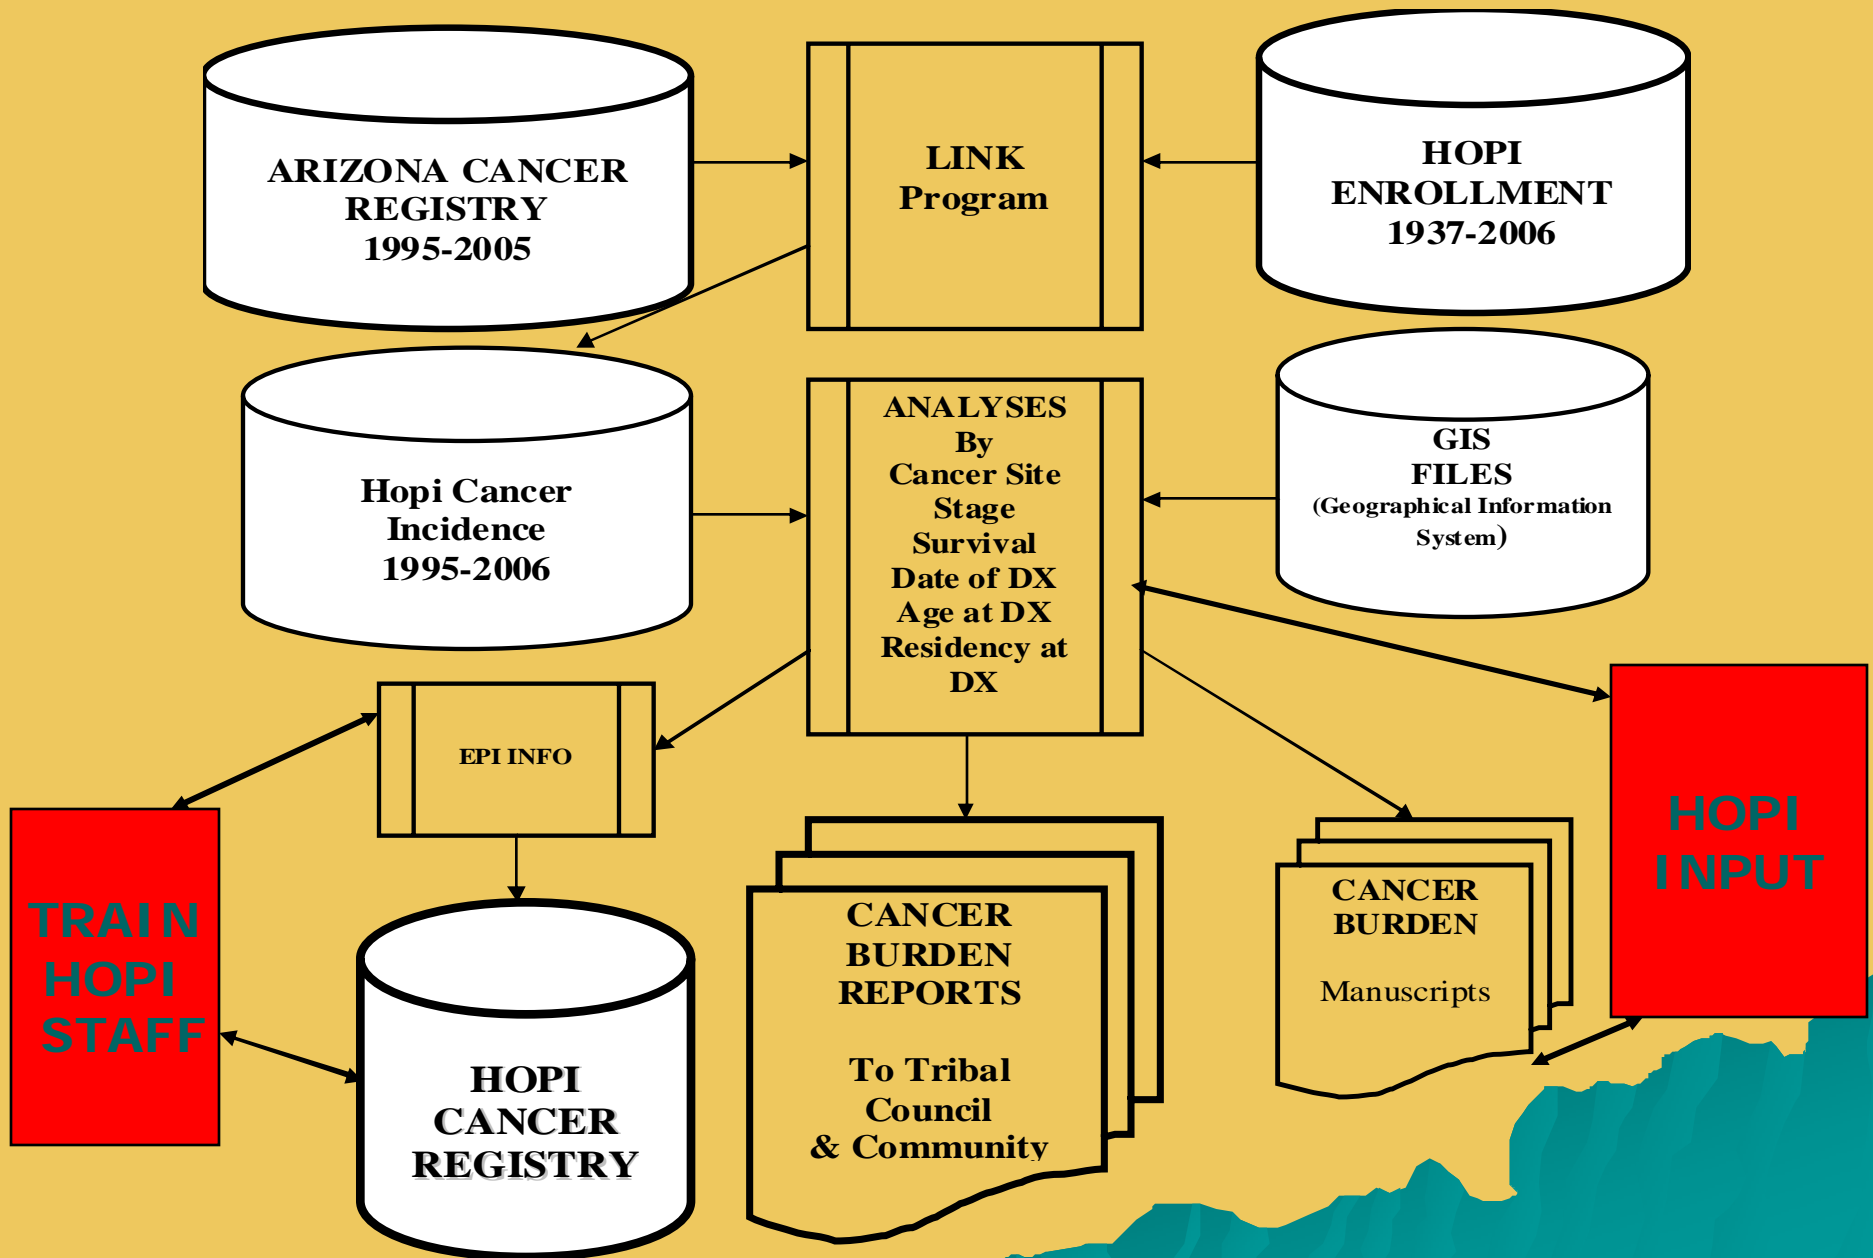 ARIZONA CANCER
REGISTRY
1995-2005
LINK
Program
HOPI
ENROLLMENT
1937-2006
Hopi Cancer
Incidence
1995-2006
ANALYSES
By
Cancer Site
Stage
Survival
Date of DX
Age at DX
Residency at
DX
GIS
FILES
(Geographical Information
System)
EPI INFO
TRAIN
HOPI
STAFF
HOPI
CANCER
REGISTRY
CANCER
BURDEN
REPORTS
To Tribal
Council
& Community
CANCER
BURDEN
Manuscripts
HOPI
INPUT